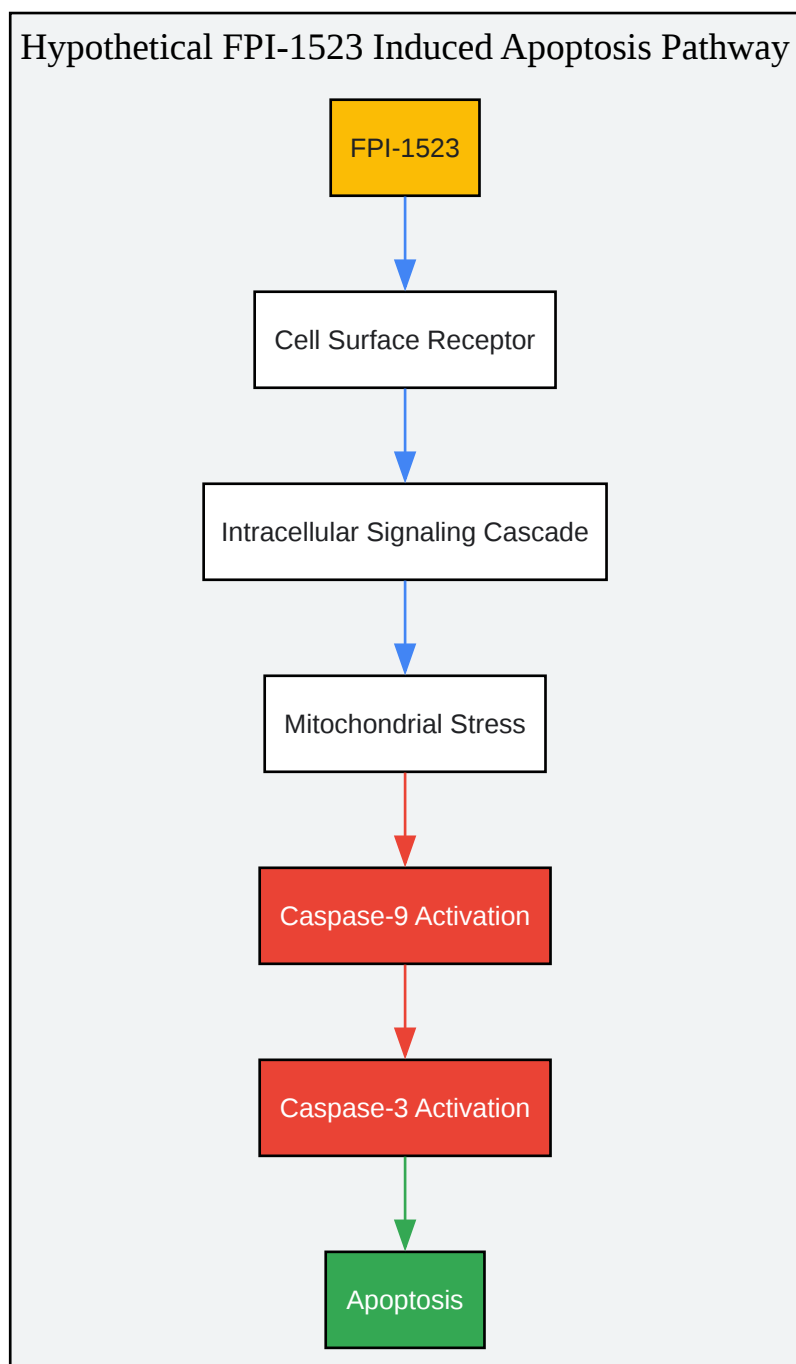 Hypothetical FPI-1523 Induced Apoptosis Pathway
FPI-1523
Cell Surface Receptor
Intracellular Signaling Cascade
Mitochondrial Stress
Caspase-9 Activation
Caspase-3 Activation
Apoptosis